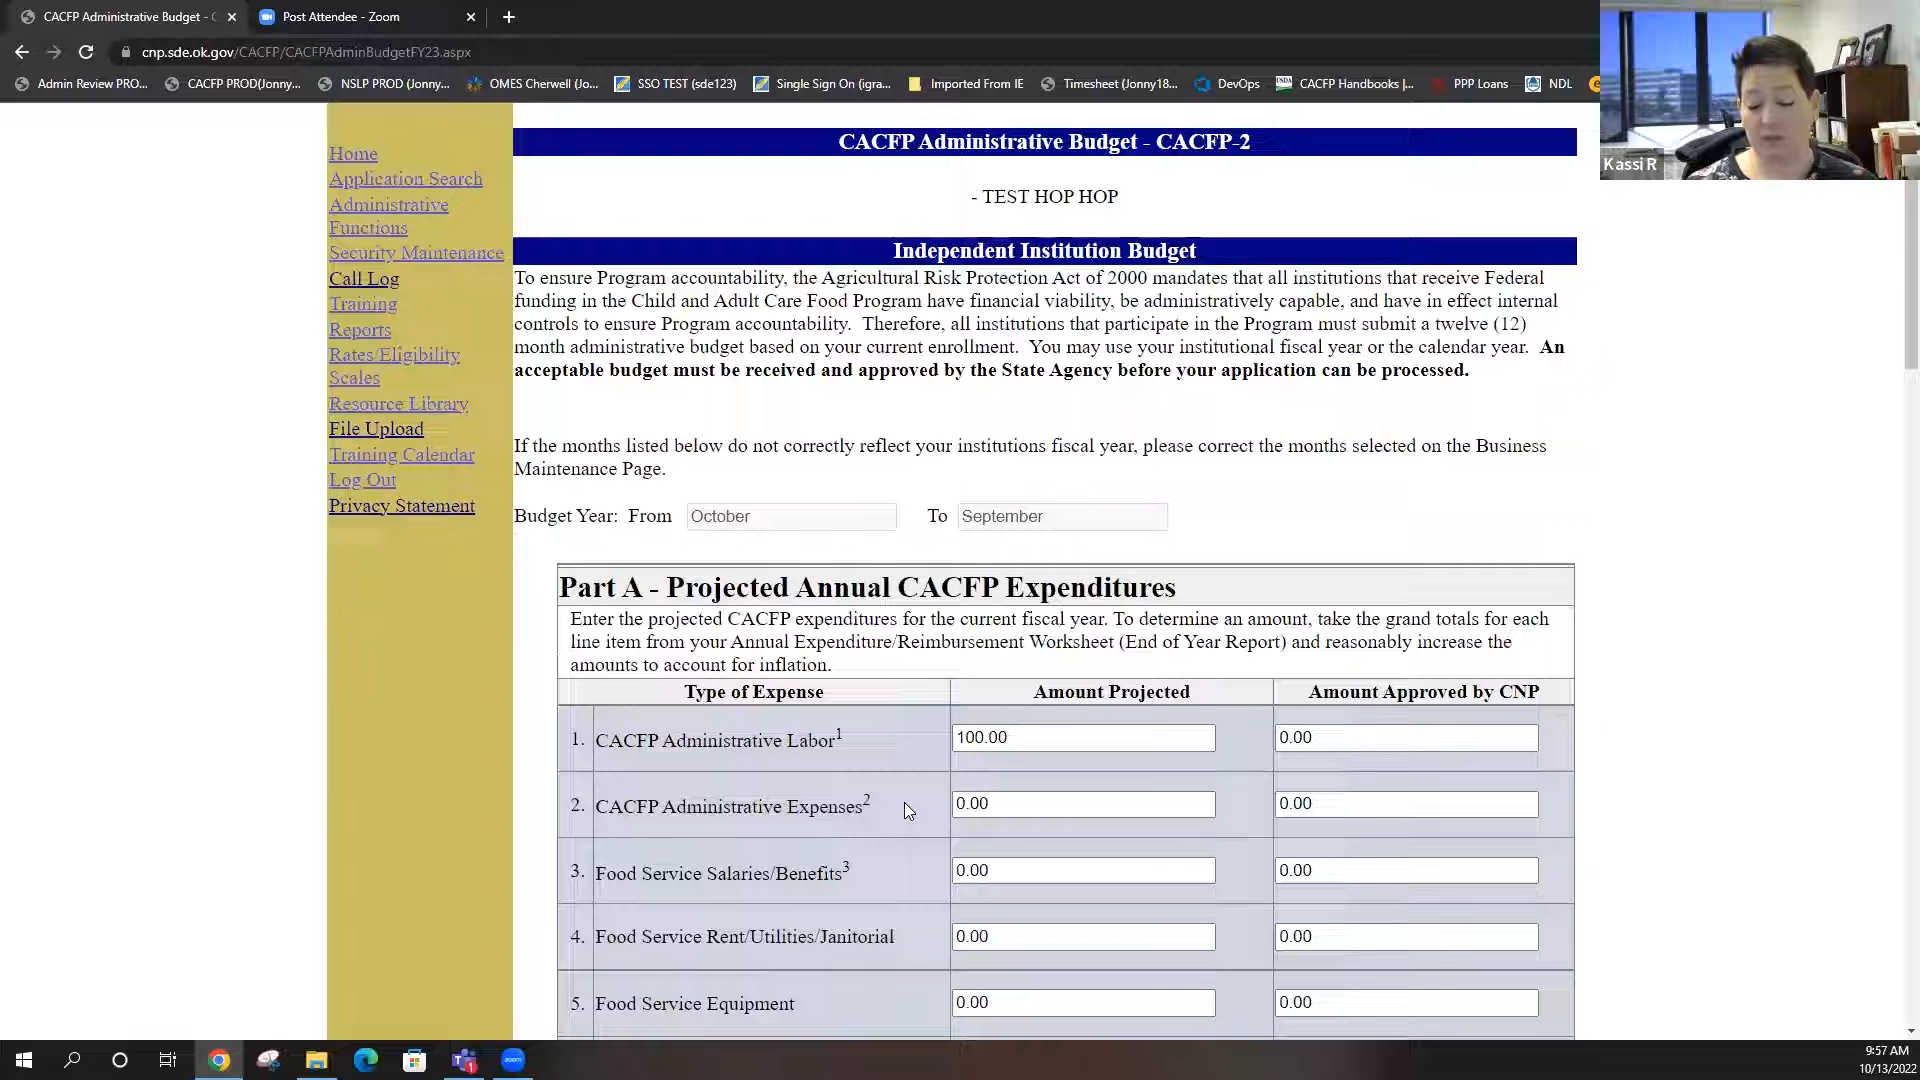 CACFP Administrative Budget - C
Post Attendee - Zoom
cnp.sde.ok.gov/CACFP/CACFPAdminBudgetFY23.aspx
Admin Review PRO...
CACFP PROD(Jonny...
NSLP PROD (Jonny...
OMES Cherwell (Jo...
SSO TEST (sde123)
Single Sign On (igra...
Imported From IE
Timesheet (Jonny18...
DevOps
CACFP Handbooks |...
PPP Loans
NDL
Kassi R
Home
Application Search
Administrative
Functions
Security Maintenance
Call Log
Training
Reports
Rates/Eligibility
Scales
Resource Library
File Upload
Training Calendar
Log Out
Privacy Statement
CACFP Administrative Budget - CACFP-2
- TEST HOP HOP
Independent Institution Budget
To ensure Program accountability, the Agricultural Risk Protection Act of 2000 mandates that all institutions that receive Federal
funding in the Child and Adult Care Food Program have financial viability, be administratively capable, and have in effect internal
controls to ensure Program accountability.  Therefore, all institutions that participate in the Program must submit a twelve (12)
month administrative budget based on your current enrollment.  You may use your institutional fiscal year or the calendar year.  An
acceptable budget must be received and approved by the State Agency before your application can be processed.
If the months listed below do not correctly reflect your institutions fiscal year, please correct the months selected on the Business
Maintenance Page.
Budget Year:  From October To September
Part A - Projected Annual CACFP Expenditures
Enter the projected CACFP expenditures for the current fiscal year. To determine an amount, take the grand totals for each
line item from your Annual Expenditure/Reimbursement Worksheet (End of Year Report) and reasonably increase the
amounts to account for inflation.
Type of Expense Amount Projected Amount Approved by CNP
1. CACFP Administrative Labor1 100.00 0.00
2. CACFP Administrative Expenses2 0.00 0.00
3. Food Service Salaries/Benefits3 0.00 0.00
4. Food Service Rent/Utilities/Janitorial 0.00 0.00
5. Food Service Equipment 0.00 0.00
9:57 AM
10/13/2022